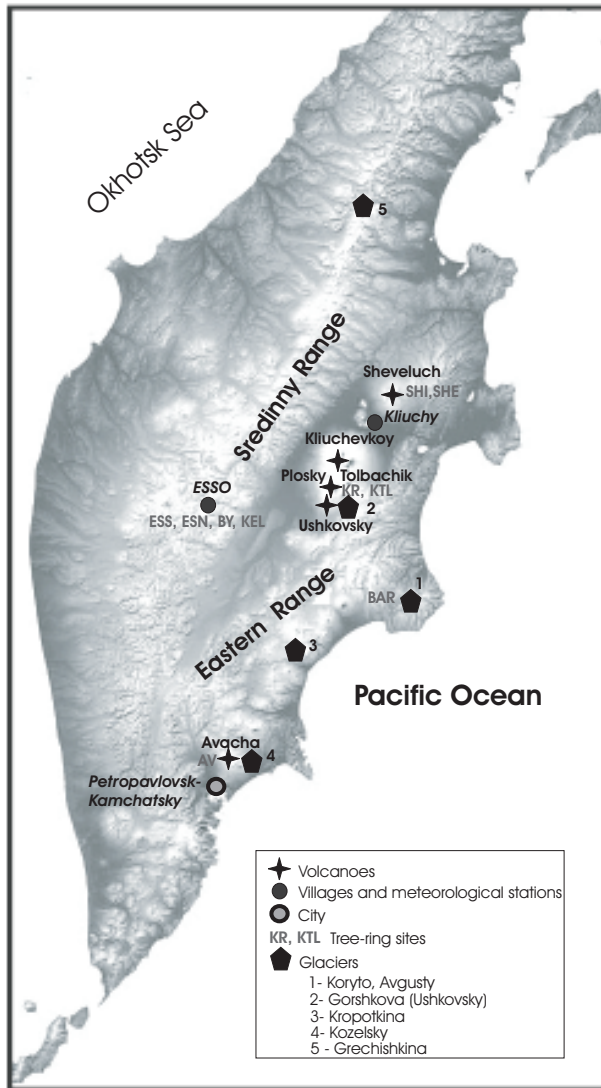 Okhotsk Sea
5
Sredinny Range
Sheveluch
SHI,SHE
Kliuchy
Kliuchevkoy
Plosky Tolbachik
KR, KTL
ESSO
ESS, ESN, BY, KEL
2
Ushkovsky
1
BAR
Eastern Range
3
Pacific Ocean
Avacha
AV
4
Petropavlovsk-
Kamchatsky
Volcanoes
Villages and meteorological stations
City
KR, KTL Tree-ring sites
Glaciers
1- Koryto, Avgusty
2- Gorshkova (Ushkovsky)
3- Kropotkina
4- Kozelsky
5 - Grechishkina